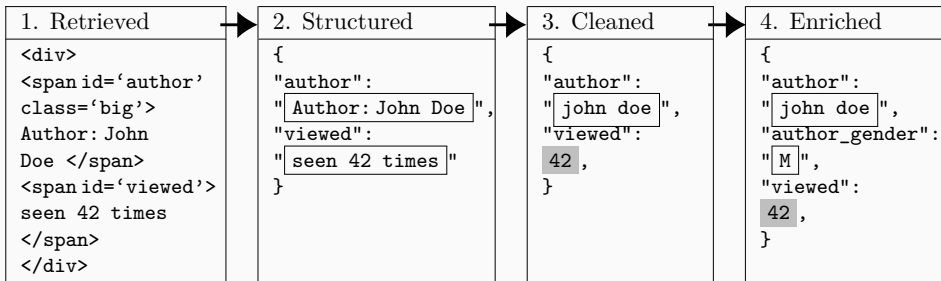 1. Retrieved
<div>
<span id=‘author’
class=‘big’>
Author: John
Doe </span>
<span id=‘viewed’>
seen 42 times
</span>
</div>
2. Structured
{
"author":
" Author: John Doe ",
"viewed":
" seen 42 times "
}
3. Cleaned
{
"author":
" john doe ",
"viewed":
42 ,
}
4. Enriched
{
"author":
" john doe ",
"author_gender":
" M ",
"viewed":
42 ,
}